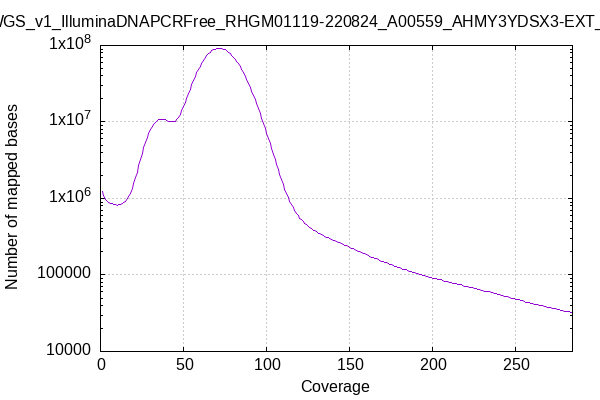 WGS_v1_IlluminaDNAPCRFree_RHGM01119-220824_A00559_AHMY3YDSX3-EXT_
1x10^8
1x10^7
1x10^6
100000
10000
Number of mapped bases
0 50 100 150 200 250
Coverage